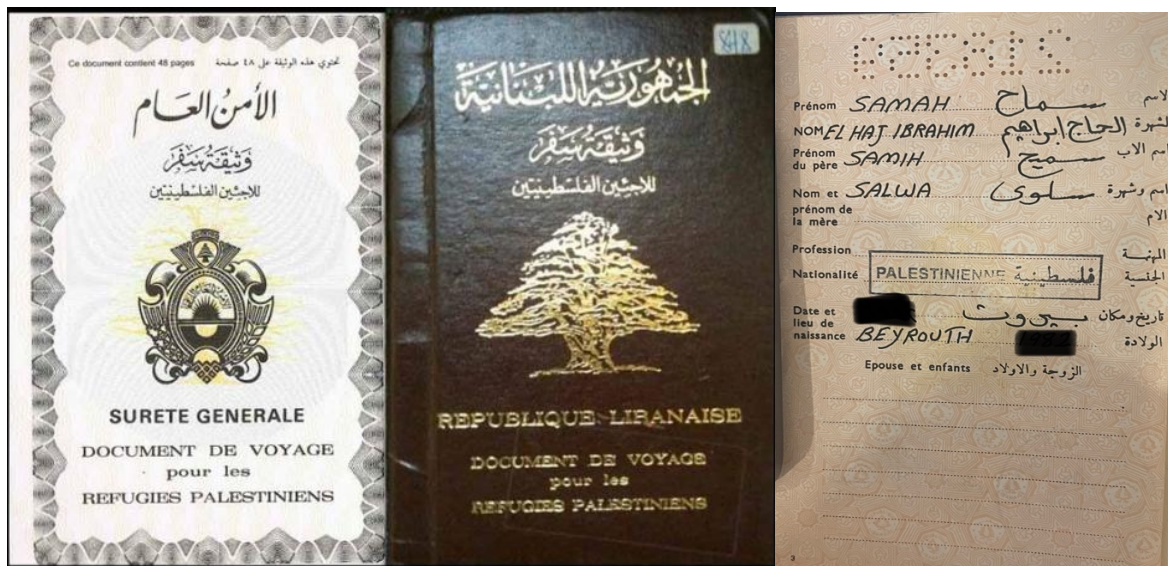 Ce document contient 48 pages تحتوي هذه الوثيقة على ٤٨ صفحة
الأمن العام
وثيقة سفر
للاجئين الفلسطينيين
SURETE GENERALE
DOCUMENT DE VOYAGE
pour les
REFUGIES PALESTINIENS
الجمهورية اللبنانية
وثيقة سفر
للاجئين الفلسطينيين
REPUBLIQUE LIBANAISE
DOCUMENT DE VOYAGE
pour les
REFUGIES PALESTINIENS
Prénom SAMAH سماح الاسم
NOM EL HAJ IBRAHIM الحاج ابراهيم الشهرة
Prénom du père SAMIH سميح اسم الاب
Nom et prénom de la mère SALWA سلوى اسم وشهرة الام
Profession المهنة
Nationalité PALESTINIENNE فلسطينية الجنسية
Date et lieu de naissance BEYROUTH بيروت تاريخ ومكان الولادة
Epouse et enfants الزوجة والاولاد
3